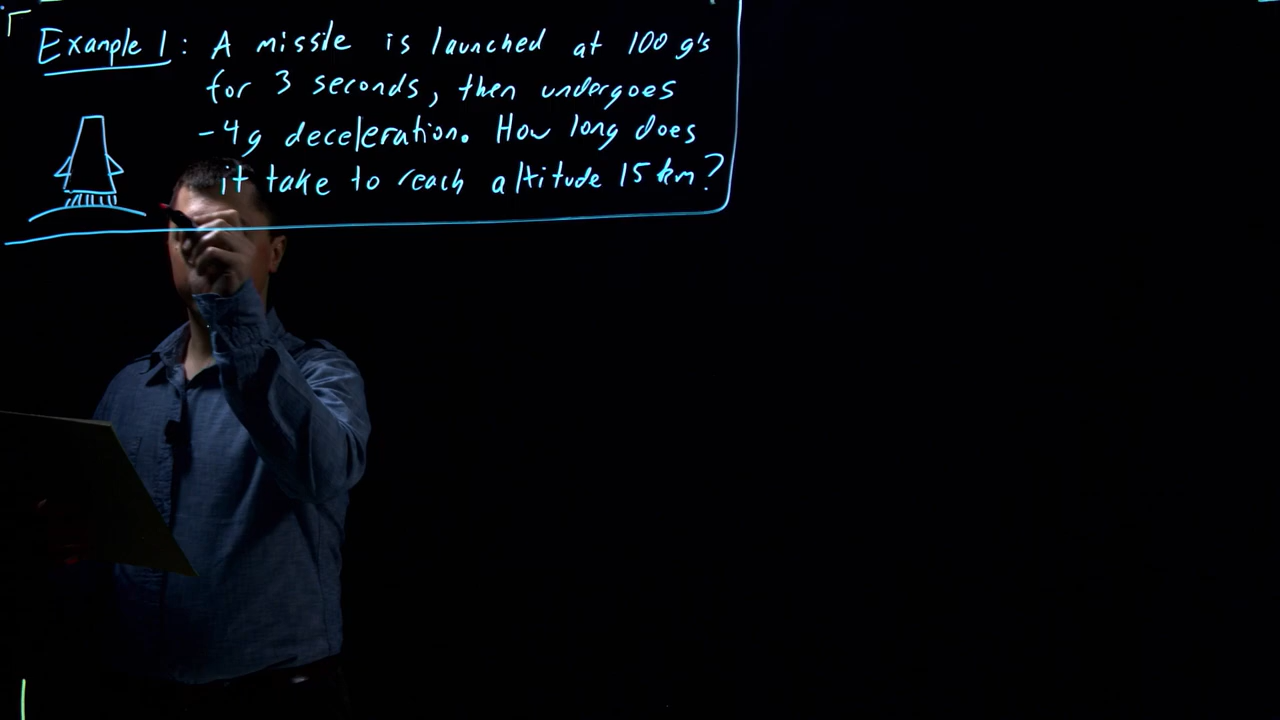 Example 1: A missile is launched at 100 g's
for 3 seconds, then undergoes
-4g deceleration. How long does
it take to reach altitude 15 km?